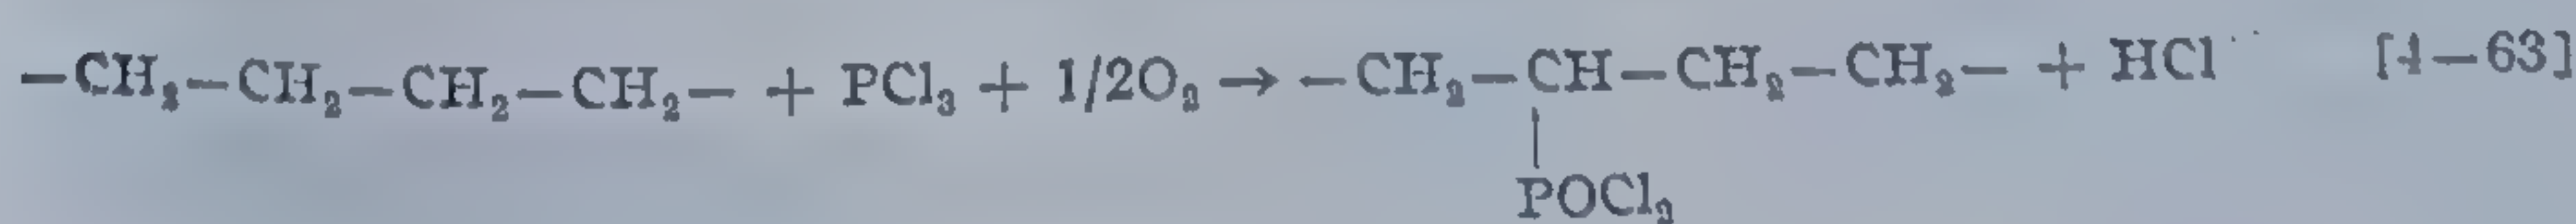 —CH₂—CH₂—CH₂—CH₂— + PCl₃ + 1/2O₂ → —CH₂—CH—CH₂—CH₂— + HCl [4—63]
|
POCl₂